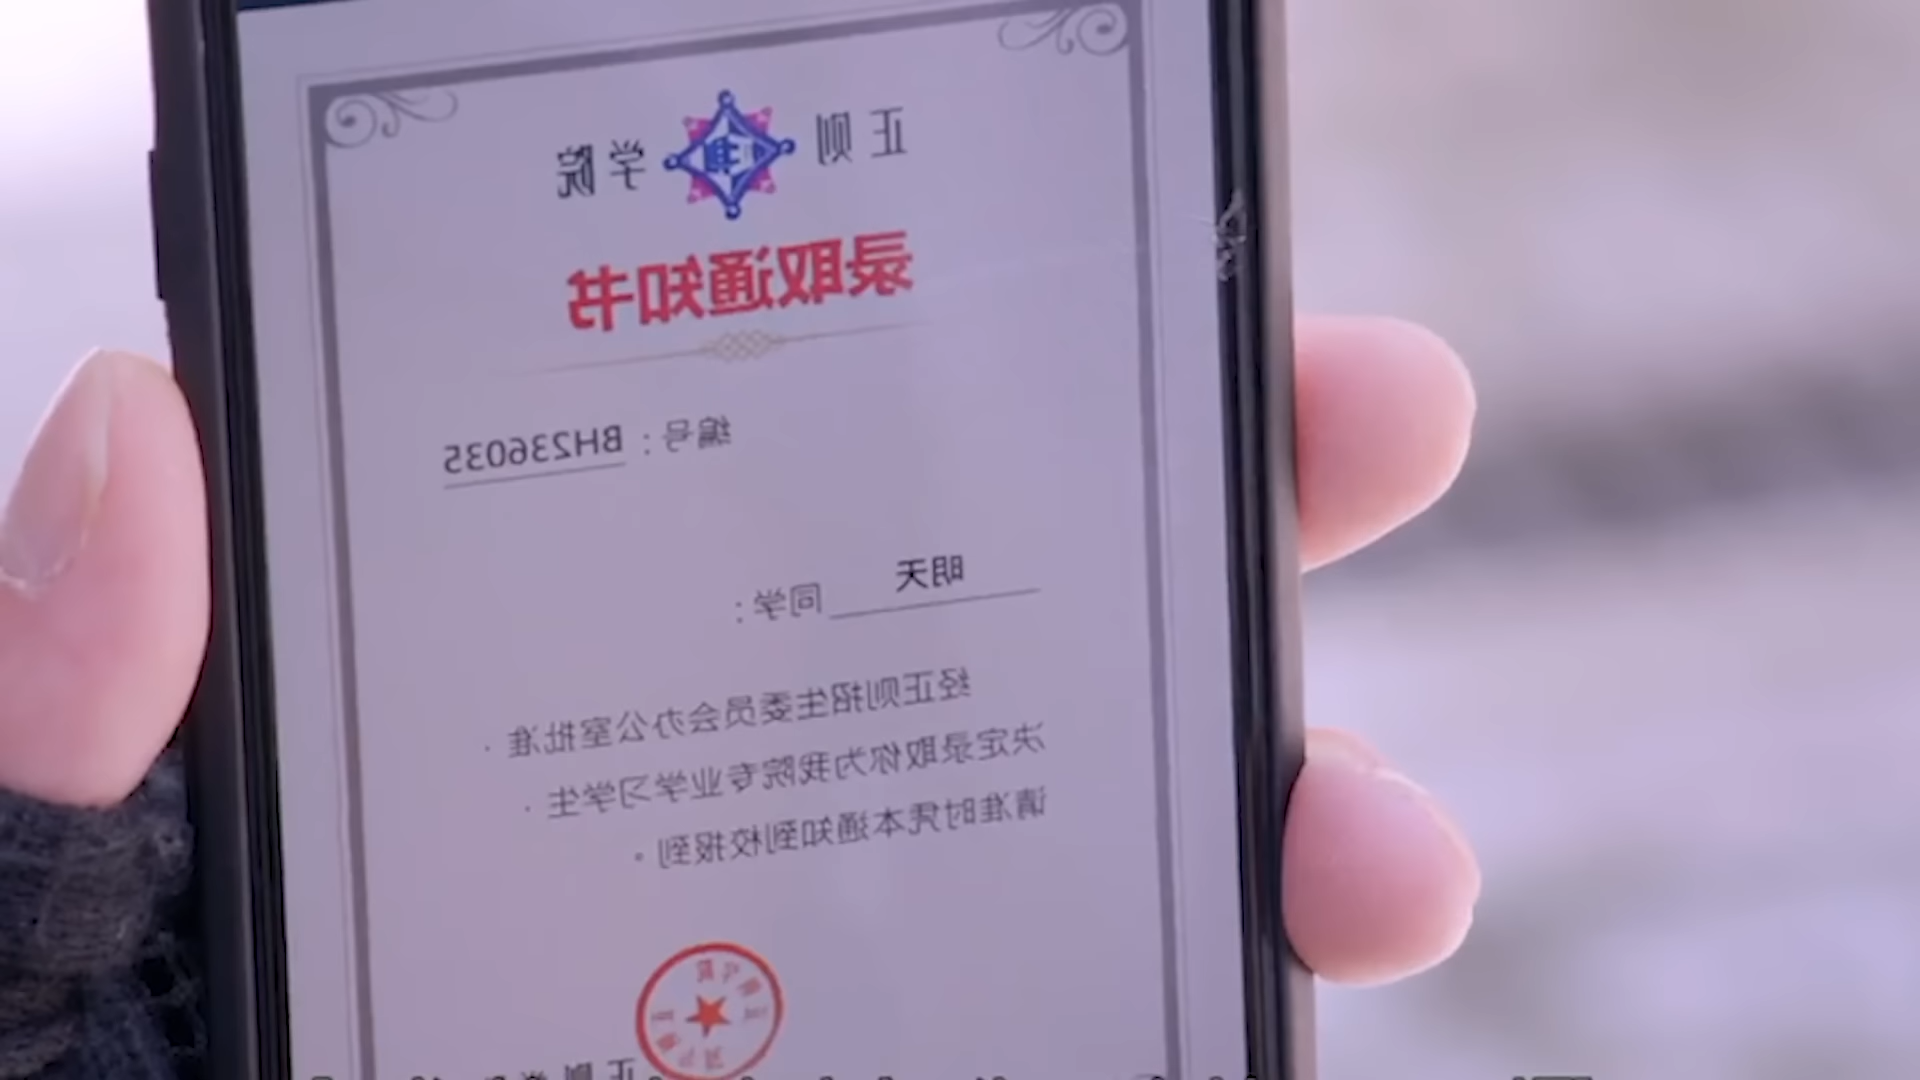 正则学院
录取通知书
编号：BH236035
明天同学：
经正则招生委员会办公室批准，
决定录取你为我院专业学习学生，
请准时凭本通知到校报到。
正则